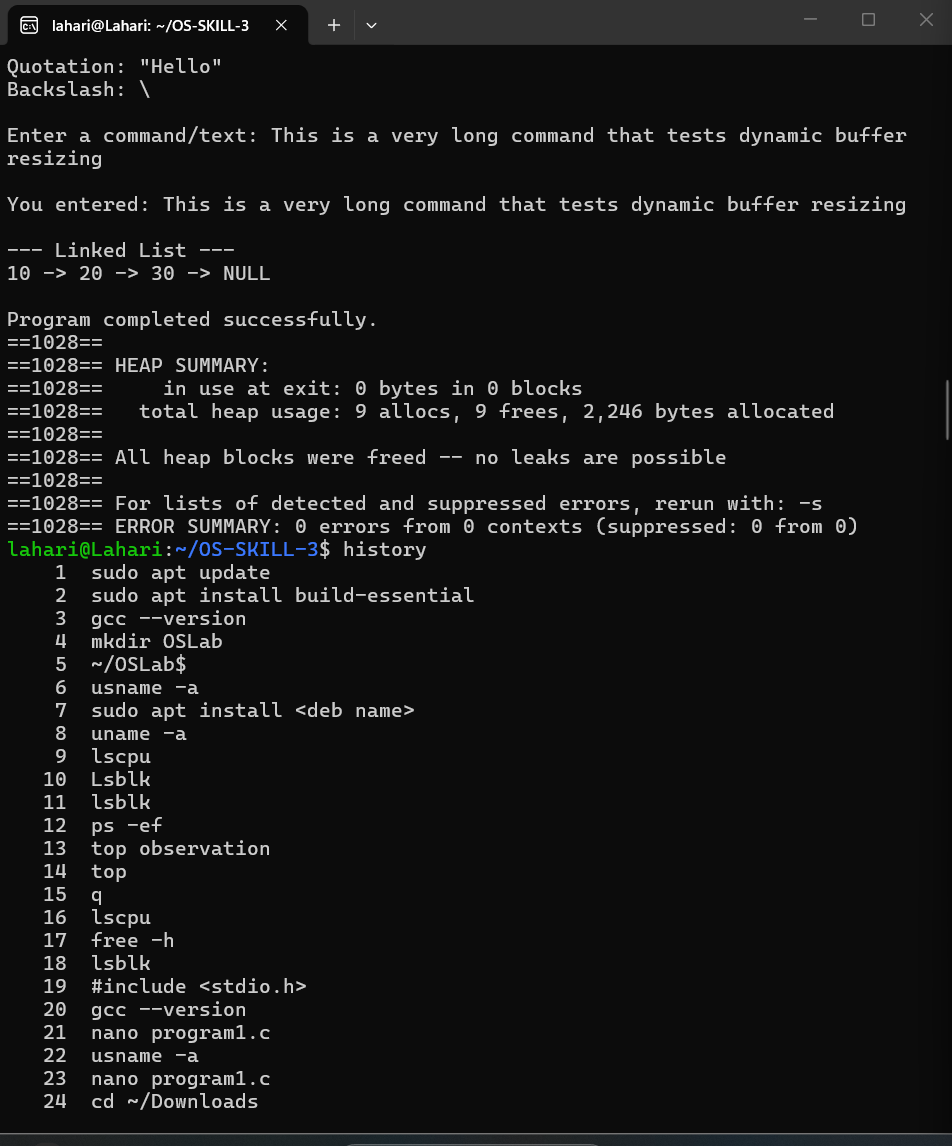 lahari@Lahari: ~/OS-SKILL-3
Quotation: "Hello"
Backslash: \
Enter a command/text: This is a very long command that tests dynamic buffer
resizing
You entered: This is a very long command that tests dynamic buffer resizing
--- Linked List ---
10 -> 20 -> 30 -> NULL
Program completed successfully.
==1028==
==1028== HEAP SUMMARY:
==1028==     in use at exit: 0 bytes in 0 blocks
==1028==   total heap usage: 9 allocs, 9 frees, 2,246 bytes allocated
==1028==
==1028== All heap blocks were freed -- no leaks are possible
==1028==
==1028== For lists of detected and suppressed errors, rerun with: -s
==1028== ERROR SUMMARY: 0 errors from 0 contexts (suppressed: 0 from 0)
lahari@Lahari:~/OS-SKILL-3$ history
    1  sudo apt update
    2  sudo apt install build-essential
    3  gcc --version
    4  mkdir OSLab
    5  ~/OSLab$
    6  usname -a
    7  sudo apt install <deb name>
    8  uname -a
    9  lscpu
   10  Lsblk
   11  lsblk
   12  ps -ef
   13  top observation
   14  top
   15  q
   16  lscpu
   17  free -h
   18  lsblk
   19  #include <stdio.h>
   20  gcc --version
   21  nano program1.c
   22  usname -a
   23  nano program1.c
   24  cd ~/Downloads